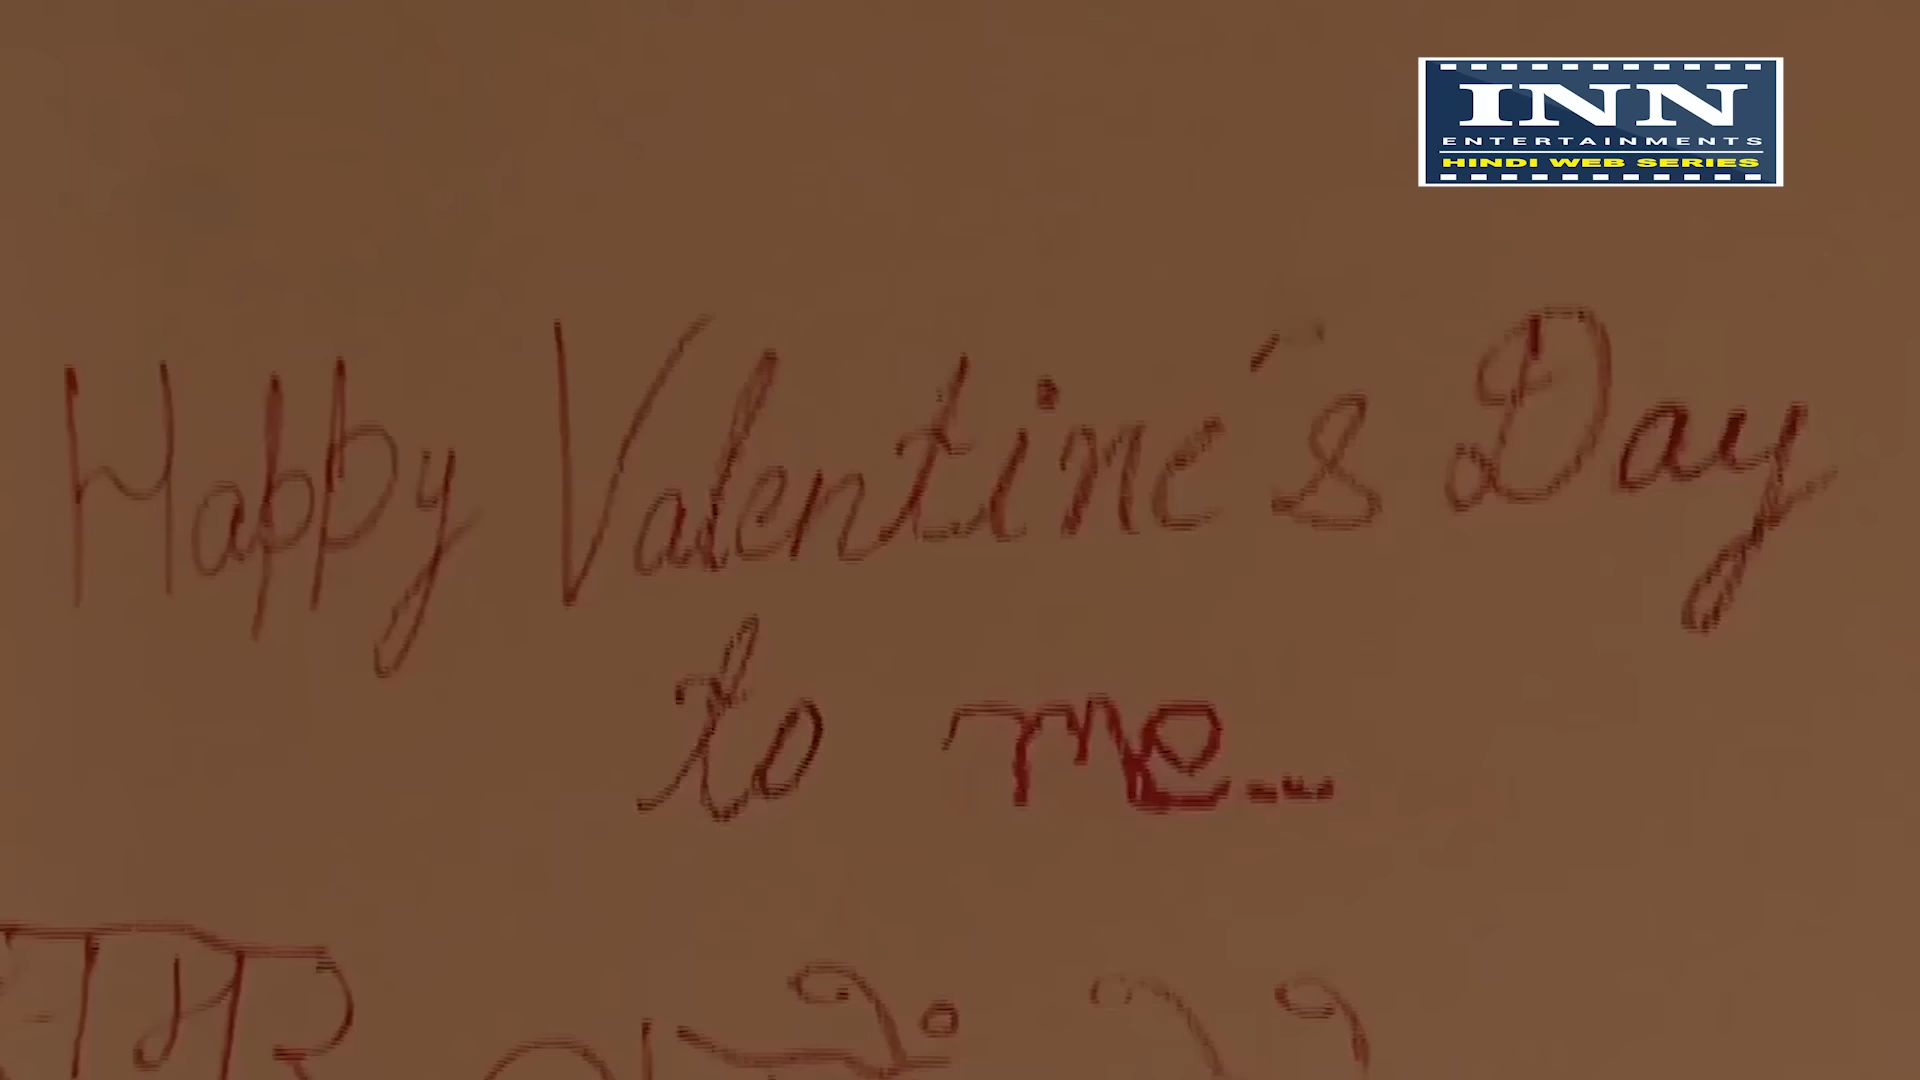 INN
ENTERTAINMENTS
HINDI WEB SERIES
Happy Valentine's Day
to me...